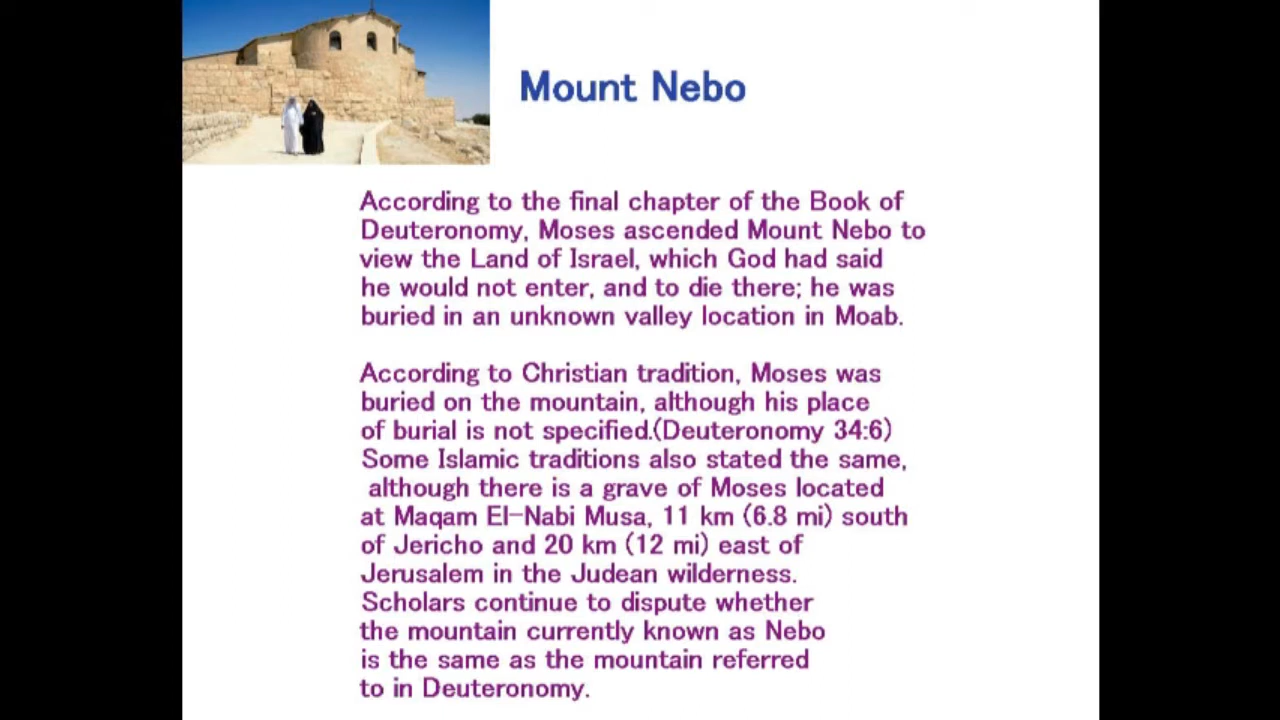 Mount Nebo
According to the final chapter of the Book of
Deuteronomy, Moses ascended Mount Nebo to
view the Land of Israel, which God had said
he would not enter, and to die there; he was
buried in an unknown valley location in Moab.
According to Christian tradition, Moses was
buried on the mountain, although his place
of burial is not specified.(Deuteronomy 34:6)
Some Islamic traditions also stated the same,
although there is a grave of Moses located
at Maqam El-Nabi Musa, 11 km (6.8 mi) south
of Jericho and 20 km (12 mi) east of
Jerusalem in the Judean wilderness.
Scholars continue to dispute whether
the mountain currently known as Nebo
is the same as the mountain referred
to in Deuteronomy.